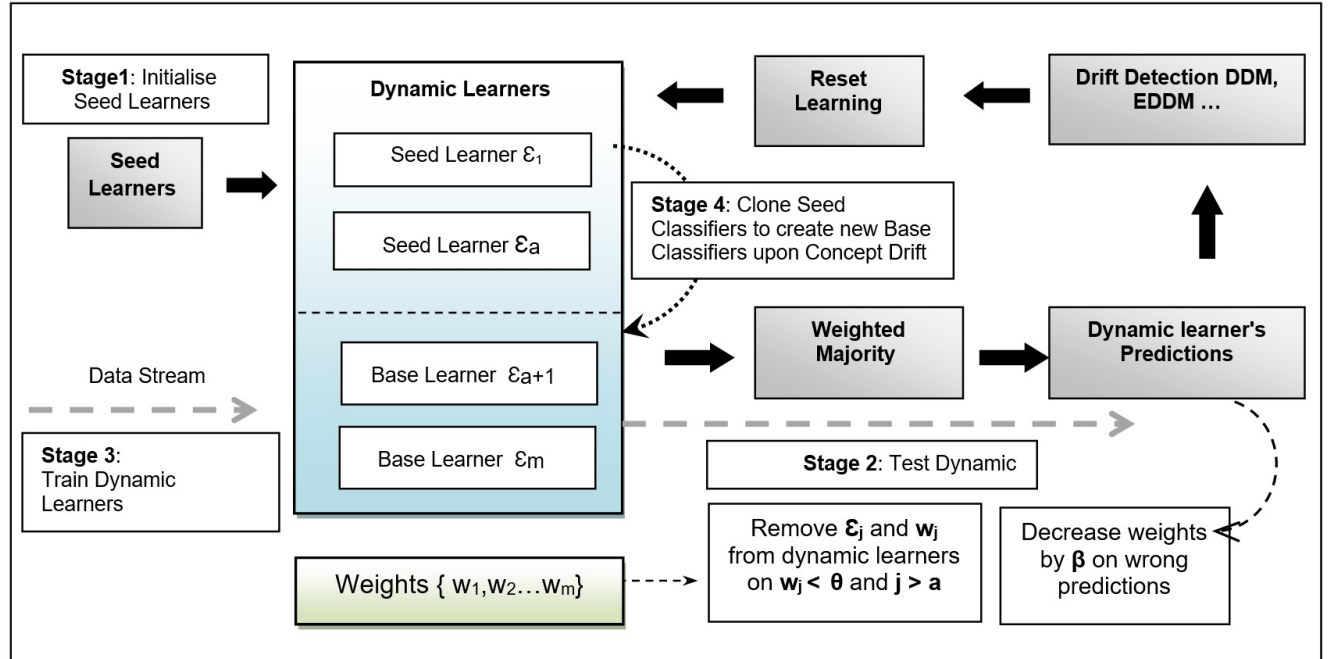 Stage1: Initialise
Seed Learners
Seed
Learners
Dynamic Learners
Seed Learner Ɛ₁
Seed Learner Ɛa
Base Learner Ɛa+1
Base Learner Ɛm
Reset
Learning
Drift Detection DDM,
EDDM ...
Stage 4: Clone Seed
Classifiers to create new Base
Classifiers upon Concept Drift
Weighted
Majority
Dynamic learner's
Predictions
Data Stream
Stage 3:
Train Dynamic
Learners
Stage 2: Test Dynamic
Weights { w₁,w₂…wₘ}
Remove Ɛⱼ and wⱼ
from dynamic learners
on wⱼ < θ and j > a
Decrease weights
by β on wrong
predictions